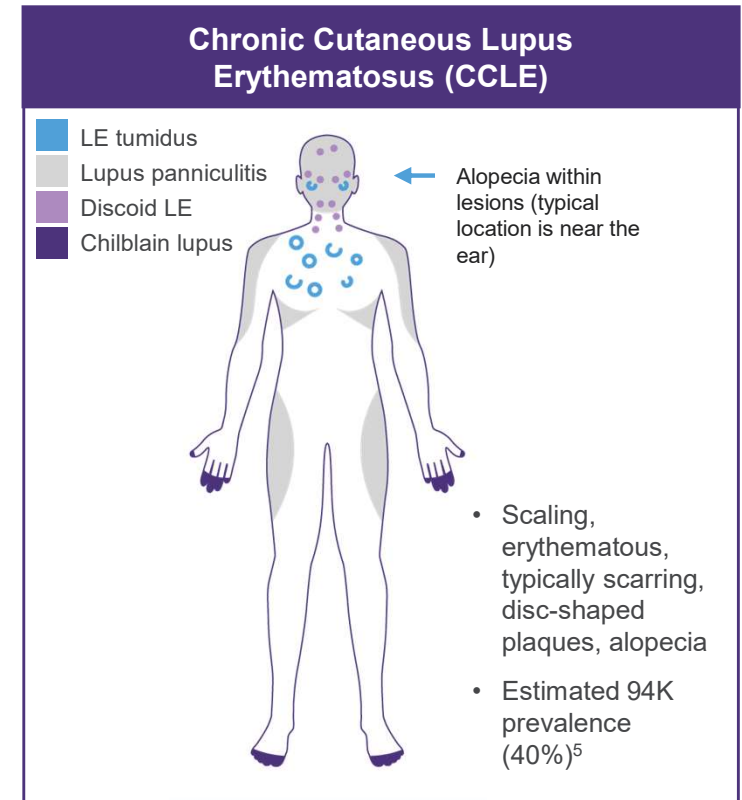 Chronic Cutaneous Lupus
Erythematosus (CCLE)
LE tumidus
Lupus panniculitis
Discoid LE
Chilblain lupus
Alopecia within
lesions (typical
location is near the
ear)
• Scaling,
erythematous,
typically scarring,
disc-shaped
plaques, alopecia
• Estimated 94K
prevalence
(40%)⁵